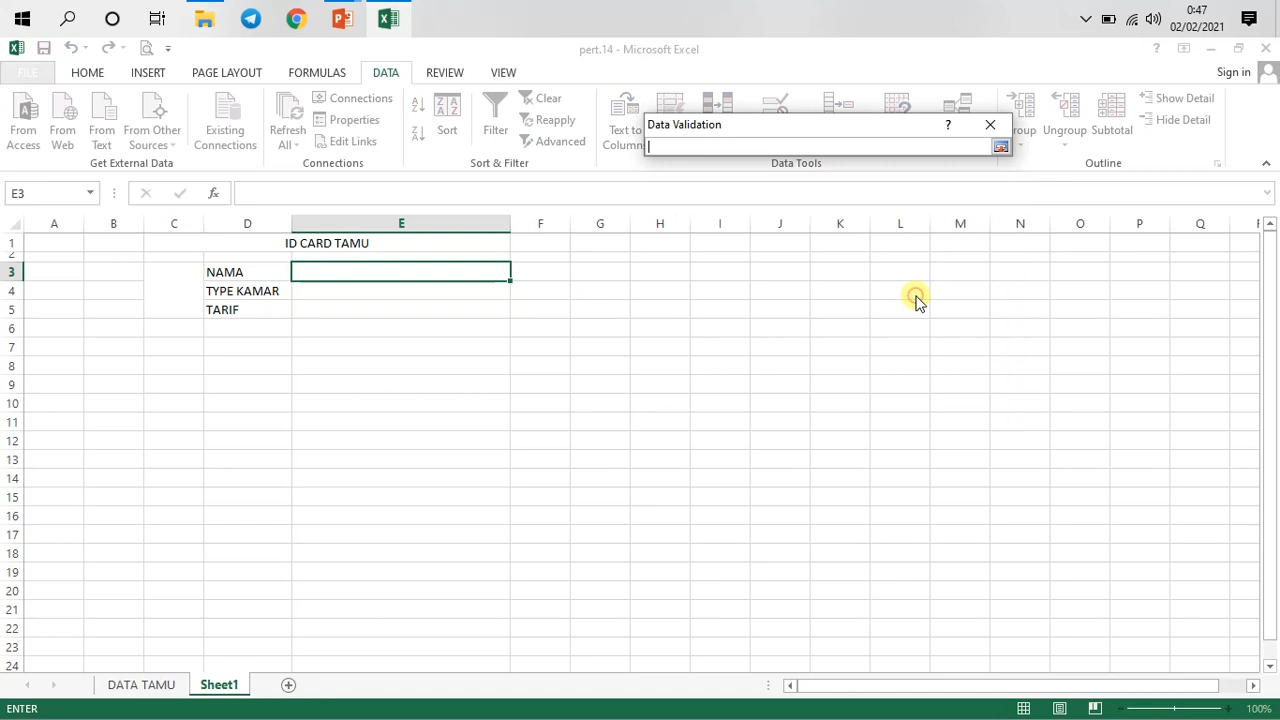 0:47
02/02/2021
pert.14 - Microsoft Excel
FILE HOME INSERT PAGE LAYOUT FORMULAS DATA REVIEW VIEW
Sign in
From Access
From Web
From Text
From Other Sources
Existing Connections
Get External Data
Refresh All
Connections
Properties
Edit Links
Connections
Sort
Filter
Clear
Reapply
Advanced
Sort & Filter
Text to Columns
Data Validation
Data Tools
Ungroup
Subtotal
Show Detail
Hide Detail
Outline
E3
A B C D E F G H I J K L M N O P Q
1 ID CARD TAMU
2
3 NAMA
4 TYPE KAMAR
5 TARIF
6
7
8
9
10
11
12
13
14
15
16
17
18
19
20
21
22
23
24
DATA TAMU Sheet1
ENTER
100%